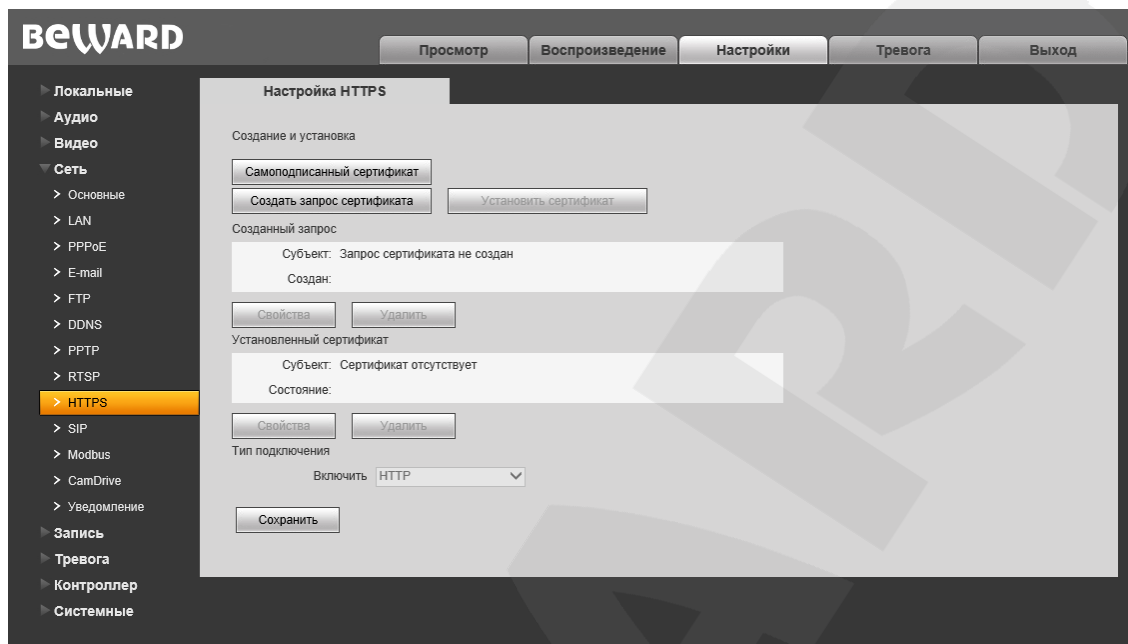 BEWARD
Просмотр Воспроизведение Настройки Тревога Выход
Локальные
Аудио
Видео
Сеть
> Основные
> LAN
> PPPoE
> E-mail
> FTP
> DDNS
> PPTP
> RTSP
> HTTPS
> SIP
> Modbus
> CamDrive
> Уведомление
Запись
Тревога
Контроллер
Системные
Настройка HTTPS
Создание и установка
Самоподписанный сертификат
Создать запрос сертификата Установить сертификат
Созданный запрос
Субъект: Запрос сертификата не создан
Создан:
Свойства Удалить
Установленный сертификат
Субъект: Сертификат отсутствует
Состояние:
Свойства Удалить
Тип подключения
Включить HTTP
Сохранить